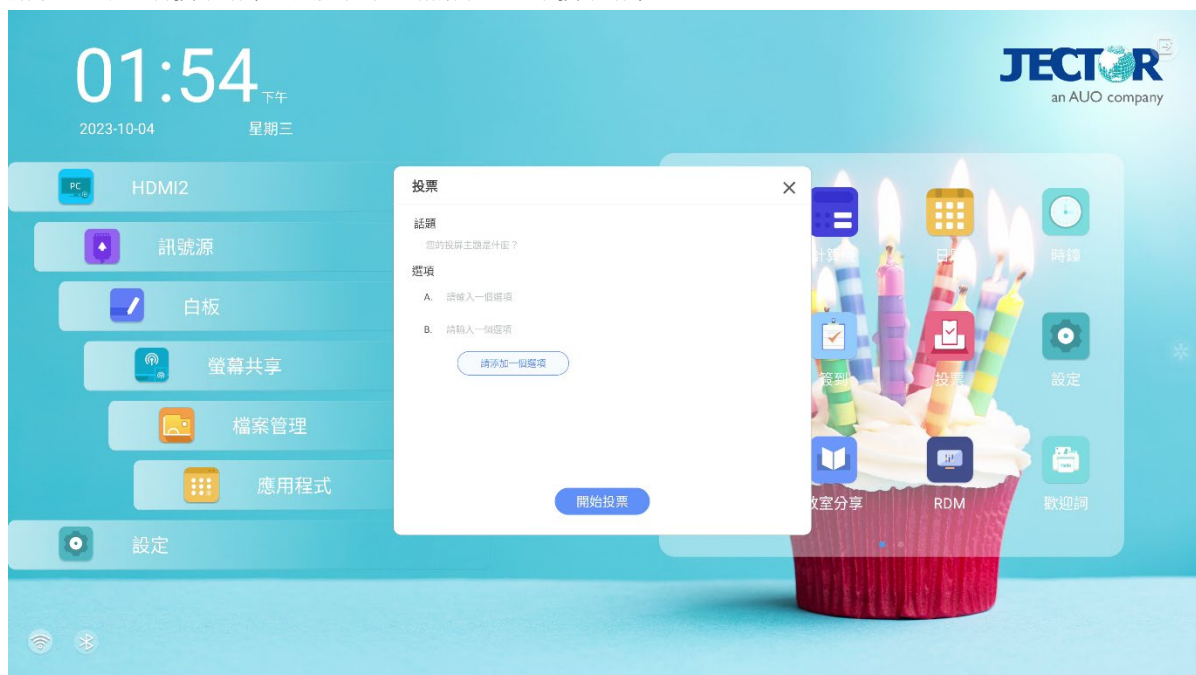 01:54 下午
2023-10-04 星期三
JECTOR
an AUO company
PC HDMI2
訊號源
白板
螢幕共享
檔案管理
應用程式
設定
投票
話題
您的投屏主題是什麼？
選項
A. 請輸入一個選項
B. 請輸入一個選項
請添加一個選項
開始投票
時鐘
簽到 投票 設定
教室分享 RDM 歡迎詞